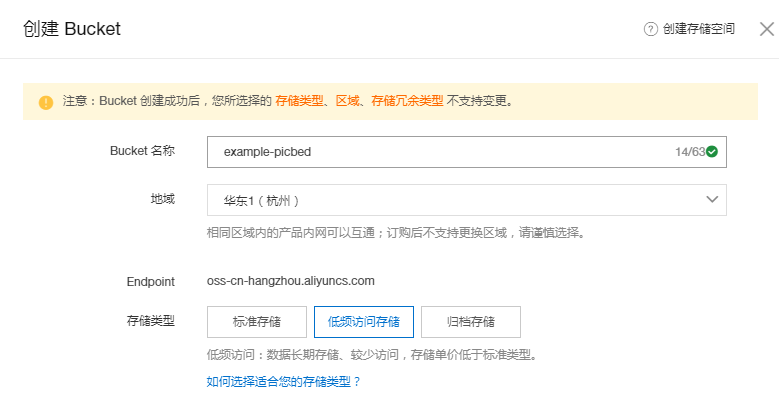 创建 Bucket
创建存储空间
注意：Bucket 创建成功后，您所选择的 存储类型、区域、存储冗余类型 不支持变更。
Bucket 名称 example-picbed 14/63
地域 华东1（杭州）
相同区域内的产品内网可以互通；订购后不支持更换区域，请谨慎选择。
Endpoint oss-cn-hangzhou.aliyuncs.com
存储类型 标准存储 低频访问存储 归档存储
低频访问：数据长期存储、较少访问，存储单价低于标准类型。
如何选择适合您的存储类型？